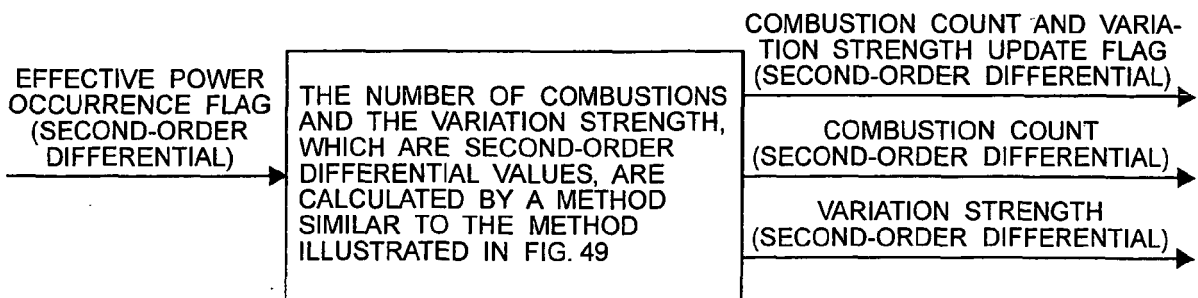 EFFECTIVE POWER
OCCURRENCE FLAG
(SECOND-ORDER
DIFFERENTIAL)
THE NUMBER OF COMBUSTIONS
AND THE VARIATION STRENGTH,
WHICH ARE SECOND-ORDER
DIFFERENTIAL VALUES, ARE
CALCULATED BY A METHOD
SIMILAR TO THE METHOD
ILLUSTRATED IN FIG. 49
COMBUSTION COUNT AND VARIA-
TION STRENGTH UPDATE FLAG
(SECOND-ORDER DIFFERENTIAL)
COMBUSTION COUNT
(SECOND-ORDER DIFFERENTIAL)
VARIATION STRENGTH
(SECOND-ORDER DIFFERENTIAL)